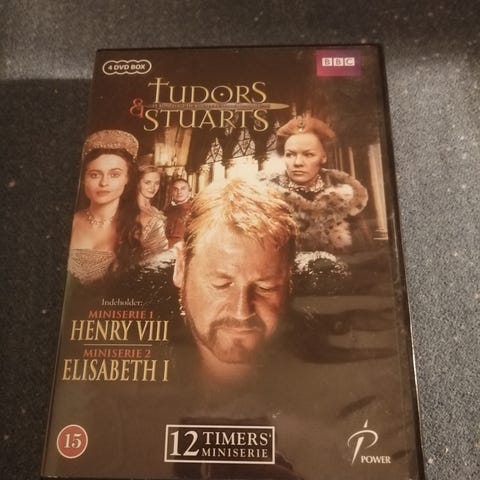 4 DVD BOX
BBC
TUDORS
& STUARTS
Indeholder:
MINISERIE 1
HENRY VIII
MINISERIE 2
ELISABETH I
15
12 TIMERS'
MINISERIE
POWER